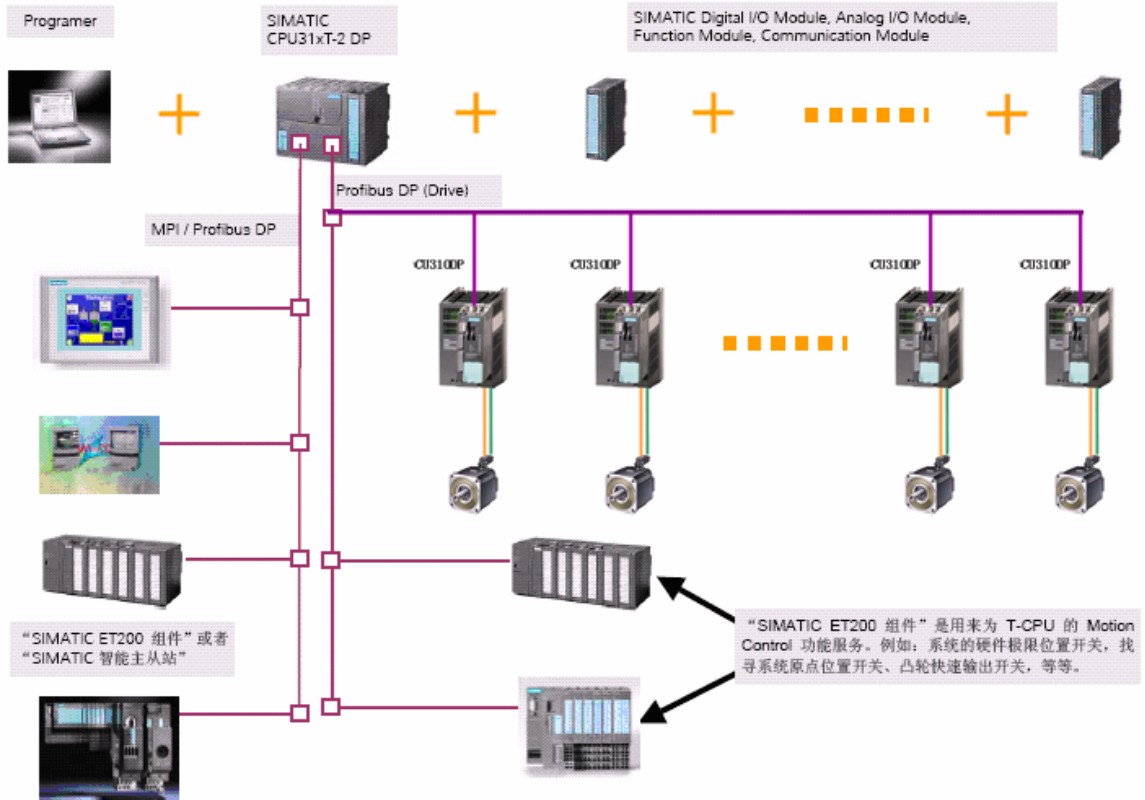 Programer
SIMATIC
CPU31xT-2 DP
SIMATIC Digital I/O Module, Analog I/O Module,
Function Module, Communication Module
Profibus DP (Drive)
MPI / Profibus DP
CU310DP
CU310DP
CU310DP
CU310DP
“SIMATIC ET200 组件”或者
“SIMATIC 智能主从站”
“SIMATIC ET200 组件”是用来为 T-CPU 的 Motion
Control 功能服务。例如：系统的硬件极限位置开关，找
寻系统原点位置开关、凸轮快速输出开关，等等。